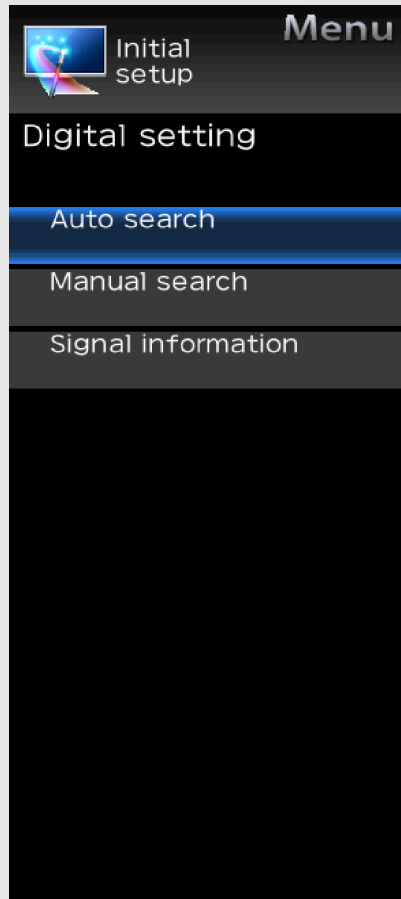 Menu
Initial
setup
Digital setting
Auto search
Manual search
Signal information